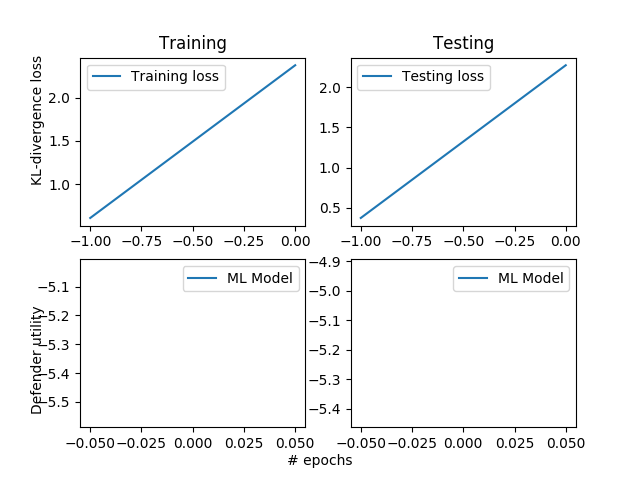 Training
Testing
KL-divergence loss
Training loss
2.0
1.5
1.0
−1.00 −0.75 −0.50 −0.25 0.00
Testing loss
2.0
1.5
1.0
0.5
−1.00 −0.75 −0.50 −0.25 0.00
Defender utility
ML Model
−5.1
−5.2
−5.3
−5.4
−5.5
−0.050 −0.025 0.000 0.025 0.050
ML Model
−4.9
−5.0
−5.1
−5.2
−5.3
−5.4
−0.050 −0.025 0.000 0.025 0.050
# epochs